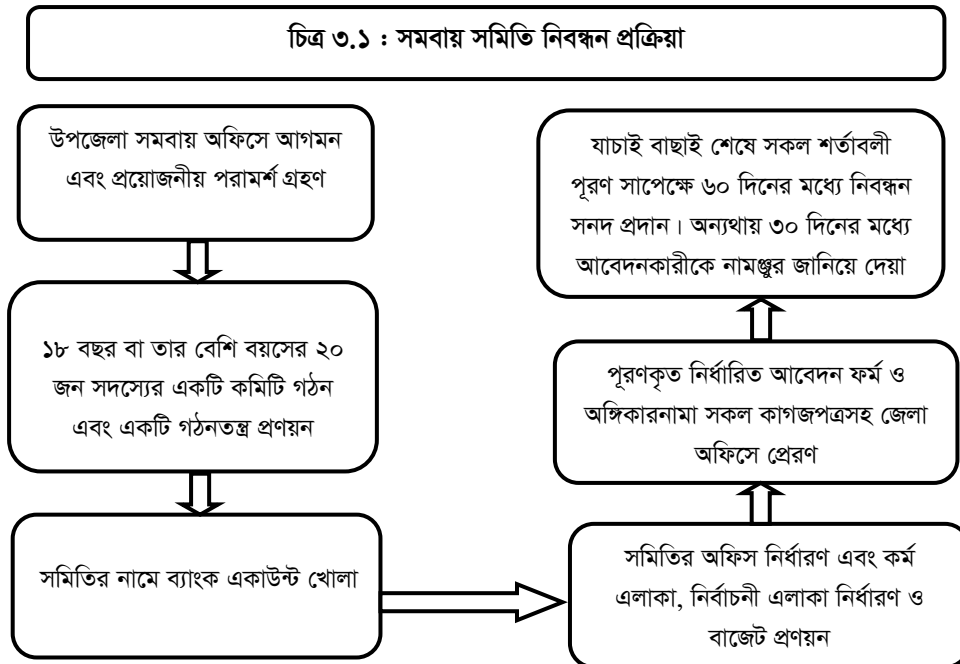 চিত্র ৩.১ : সমবায় সমিতি নিবন্ধন প্রক্রিয়া
উপজেলা সমবায় অফিসে আগমন
এবং প্রয়োজনীয় পরামর্শ গ্রহণ
১৮ বছর বা তার বেশি বয়সের ২০
জন সদস্যের একটি কমিটি গঠন
এবং একটি গঠনতন্ত্র প্রণয়ন
সমিতির নামে ব্যাংক একাউন্ট খোলা
সমিতির অফিস নির্ধারণ এবং কর্ম
এলাকা, নির্বাচনী এলাকা নির্ধারণ ও
বাজেট প্রণয়ন
পূরণকৃত নির্ধারিত আবেদন ফর্ম ও
অঙ্গিকারনামা সকল কাগজপত্রসহ জেলা
অফিসে প্রেরণ
যাচাই বাছাই শেষে সকল শর্তাবলী
পূরণ সাপেক্ষে ৬০ দিনের মধ্যে নিবন্ধন
সনদ প্রদান। অন্যথায় ৩০ দিনের মধ্যে
আবেদনকারীকে নামঞ্জুর জানিয়ে দেয়া